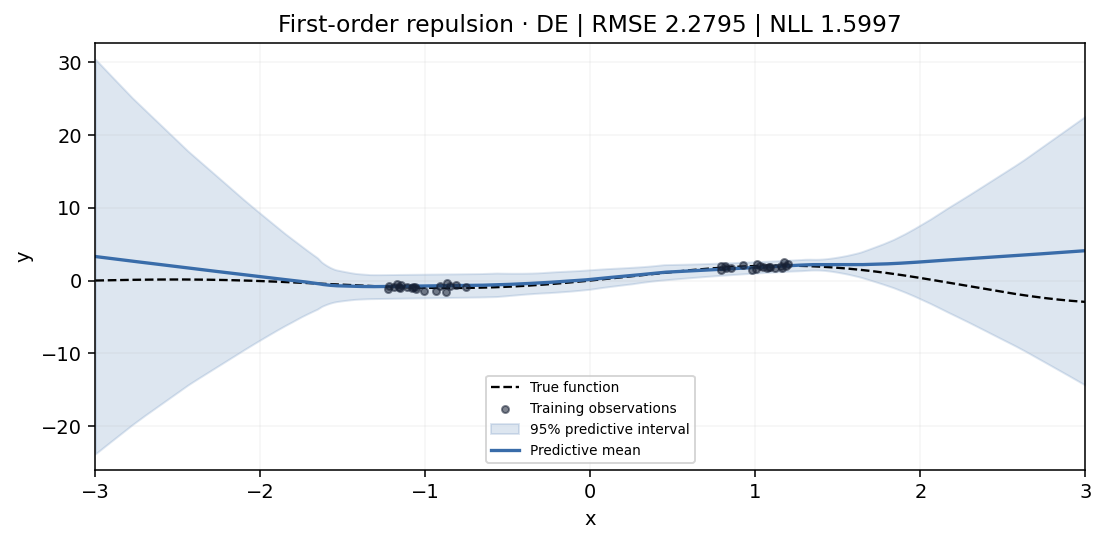 First-order repulsion · DE | RMSE 2.2795 | NLL 1.5997
30
20
10
0
−10
−20
y
True function
Training observations
95% predictive interval
Predictive mean
−3 −2 −1 0 1 2 3
x